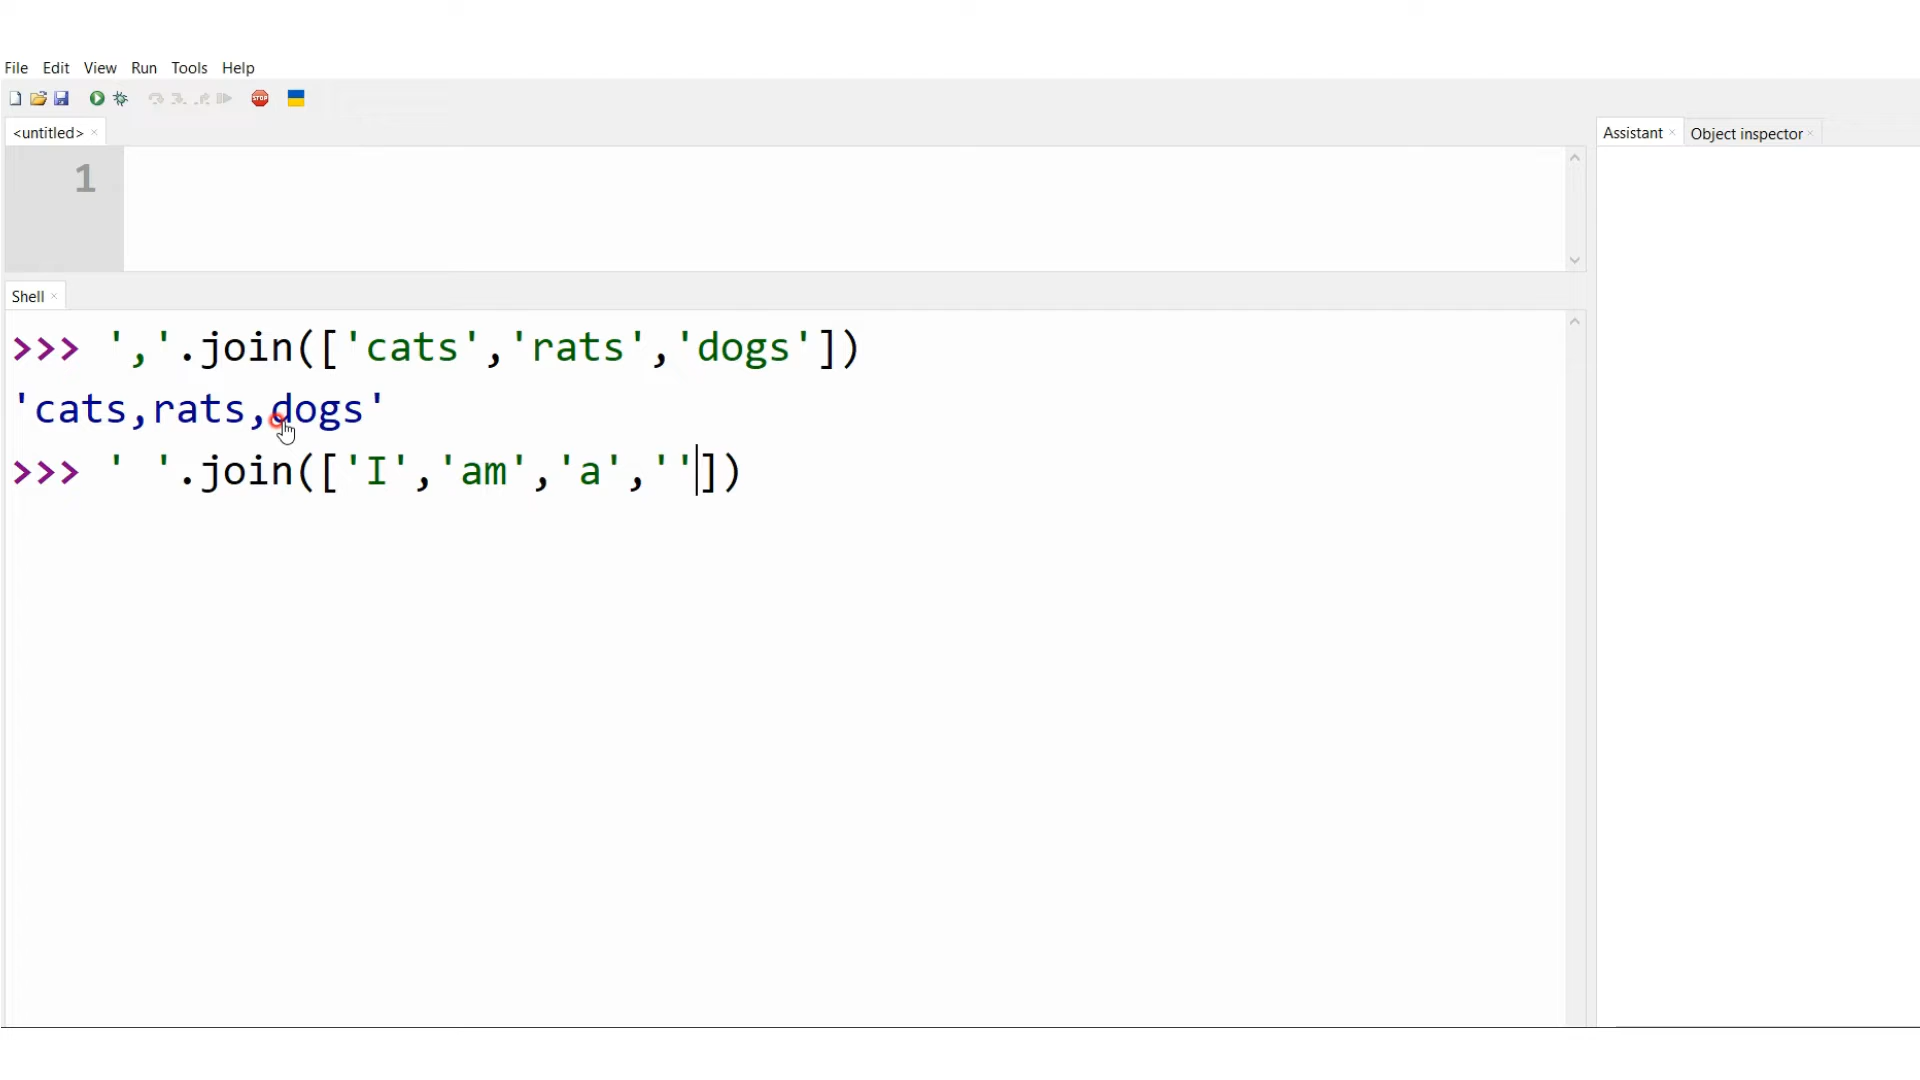 File Edit View Run Tools Help
STOP
<untitled> ×
Assistant × Object inspector ×
1
Shell ×
>>> ','.join(['cats','rats','dogs'])
'cats,rats,dogs'
>>> ' '.join(['I','am','a',''])